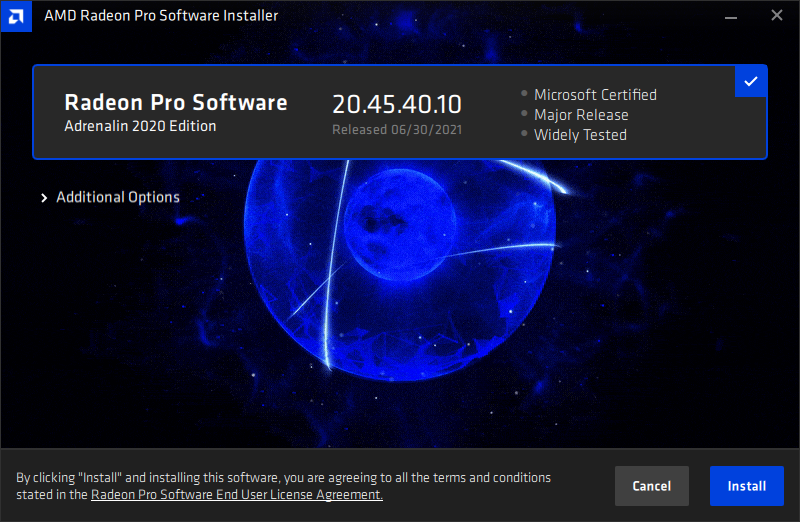 AMD Radeon Pro Software Installer
Radeon Pro Software
Adrenalin 2020 Edition
20.45.40.10
Released 06/30/2021
Microsoft Certified
Major Release
Widely Tested
Additional Options
By clicking "Install" and installing this software, you are agreeing to all the terms and conditions
stated in the Radeon Pro Software End User License Agreement.
Cancel
Install